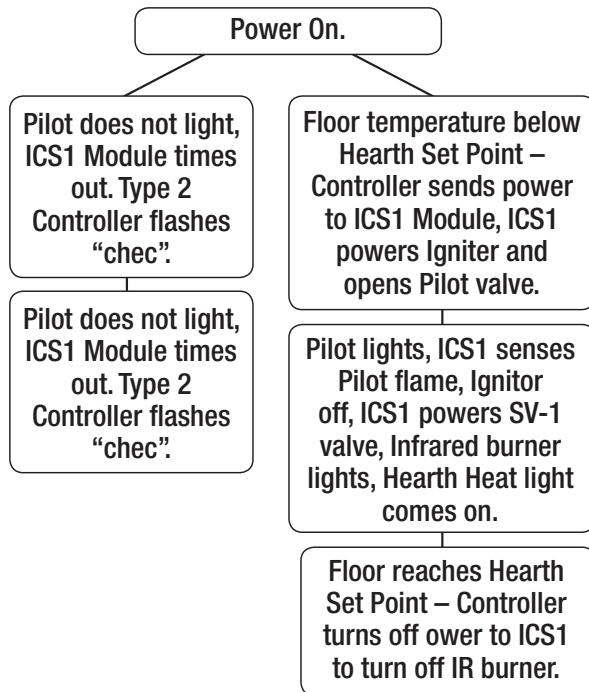 Power On.
Pilot does not light,
ICS1 Module times
out. Type 2
Controller flashes
“chec”.
Pilot does not light,
ICS1 Module times
out. Type 2
Controller flashes
“chec”.
Floor temperature below
Hearth Set Point –
Controller sends power
to ICS1 Module, ICS1
powers Igniter and
opens Pilot valve.
Pilot lights, ICS1 senses
Pilot flame, Ignitor
off, ICS1 powers SV-1
valve, Infrared burner
lights, Hearth Heat light
comes on.
Floor reaches Hearth
Set Point – Controller
turns off ower to ICS1
to turn off IR burner.